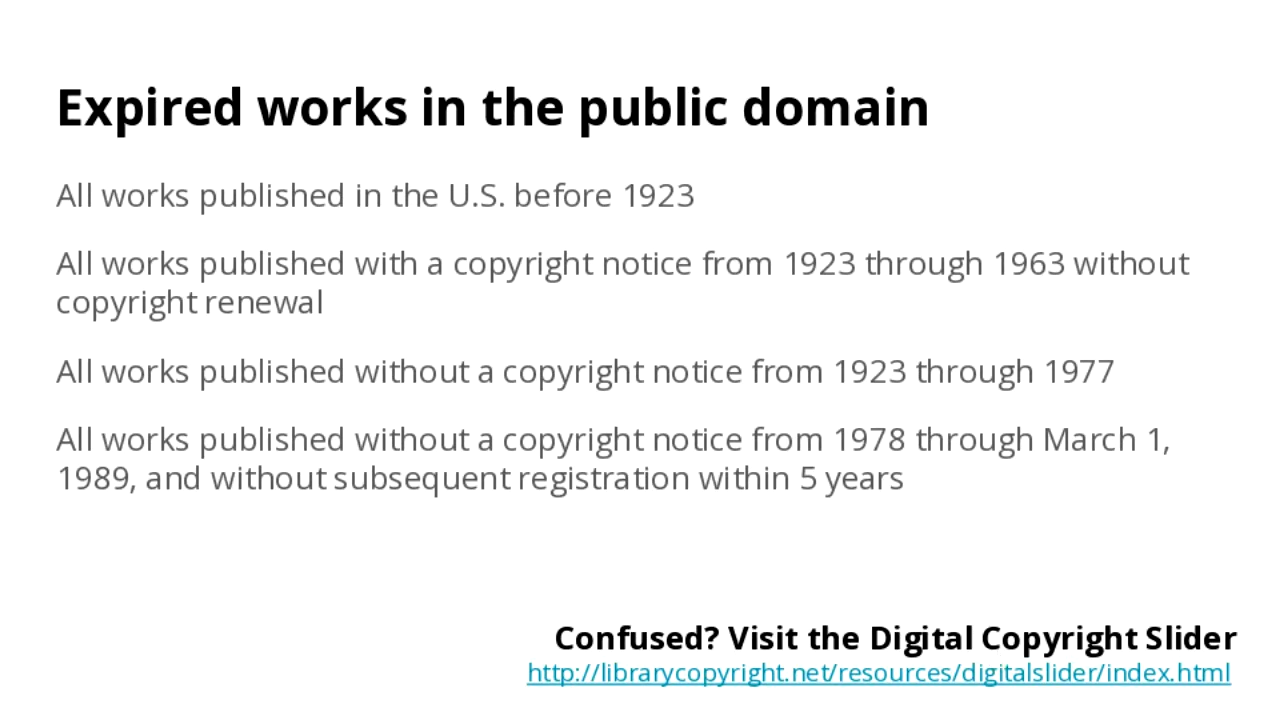 Expired works in the public domain
All works published in the U.S. before 1923
All works published with a copyright notice from 1923 through 1963 without
copyright renewal
All works published without a copyright notice from 1923 through 1977
All works published without a copyright notice from 1978 through March 1,
1989, and without subsequent registration within 5 years
Confused? Visit the Digital Copyright Slider
http://librarycopyright.net/resources/digitalslider/index.html